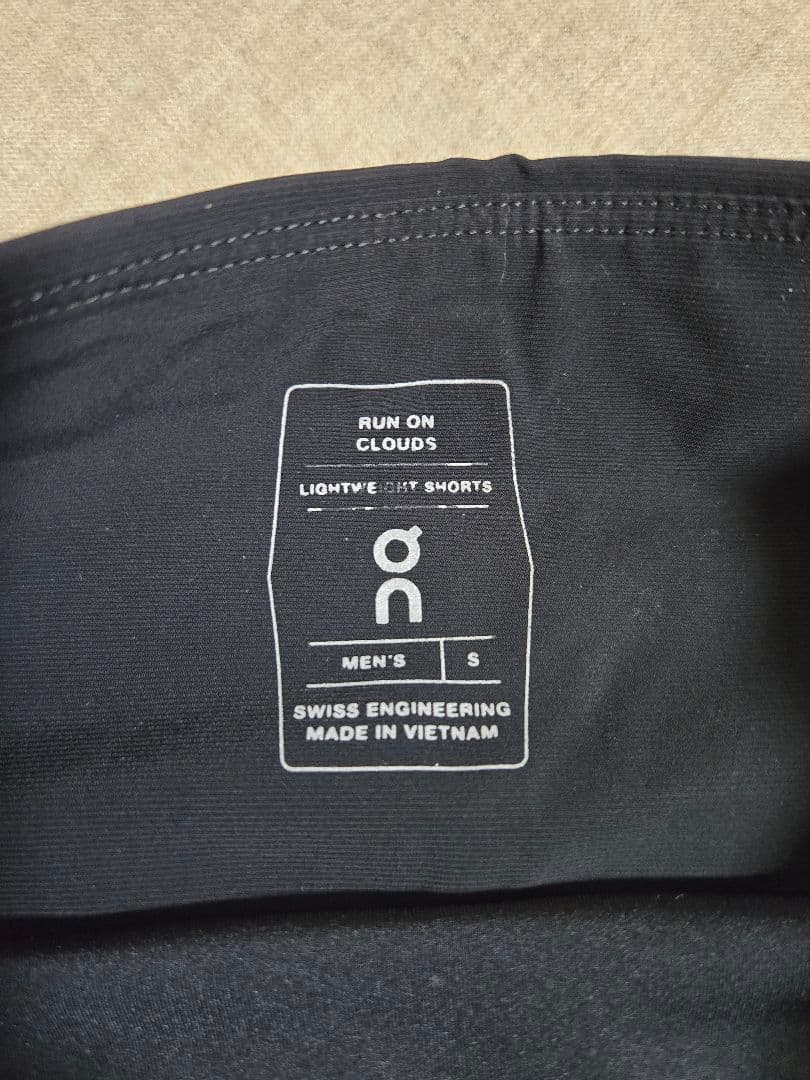 RUN ON
CLOUDS
LIGHTWEIGHT SHORTS
On
MEN'S S
SWISS ENGINEERING
MADE IN VIETNAM